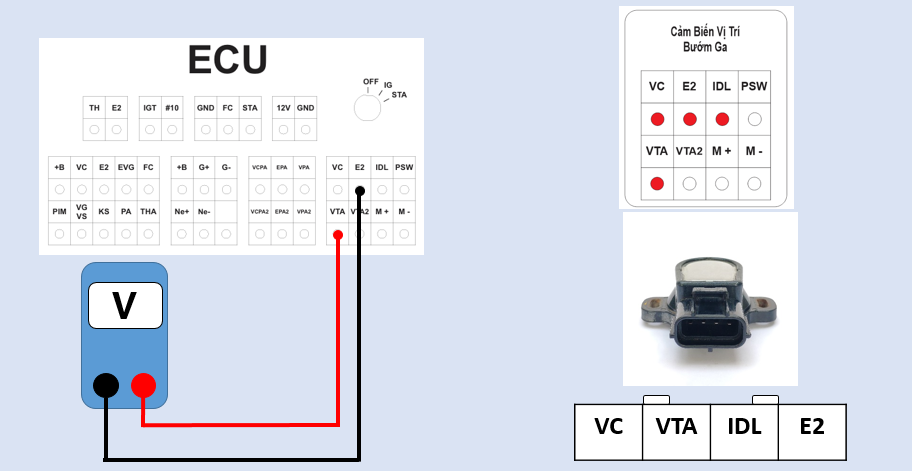 ECU
OFF IG
STA
TH E2 IGT #10 GND FC STA 12V GND
+B VC E2 EVG FC +B G+ G- VCPA EPA VPA VC E2 IDL PSW
PIM VG VS KS PA THA Ne+ Ne- VCPA2 EPA2 VPA2 VTA VTA2 M + M -
V
Cảm Biến Vị Trí
Bướm Ga
VC E2 IDL PSW
VTA VTA2 M + M -
VC VTA IDL E2